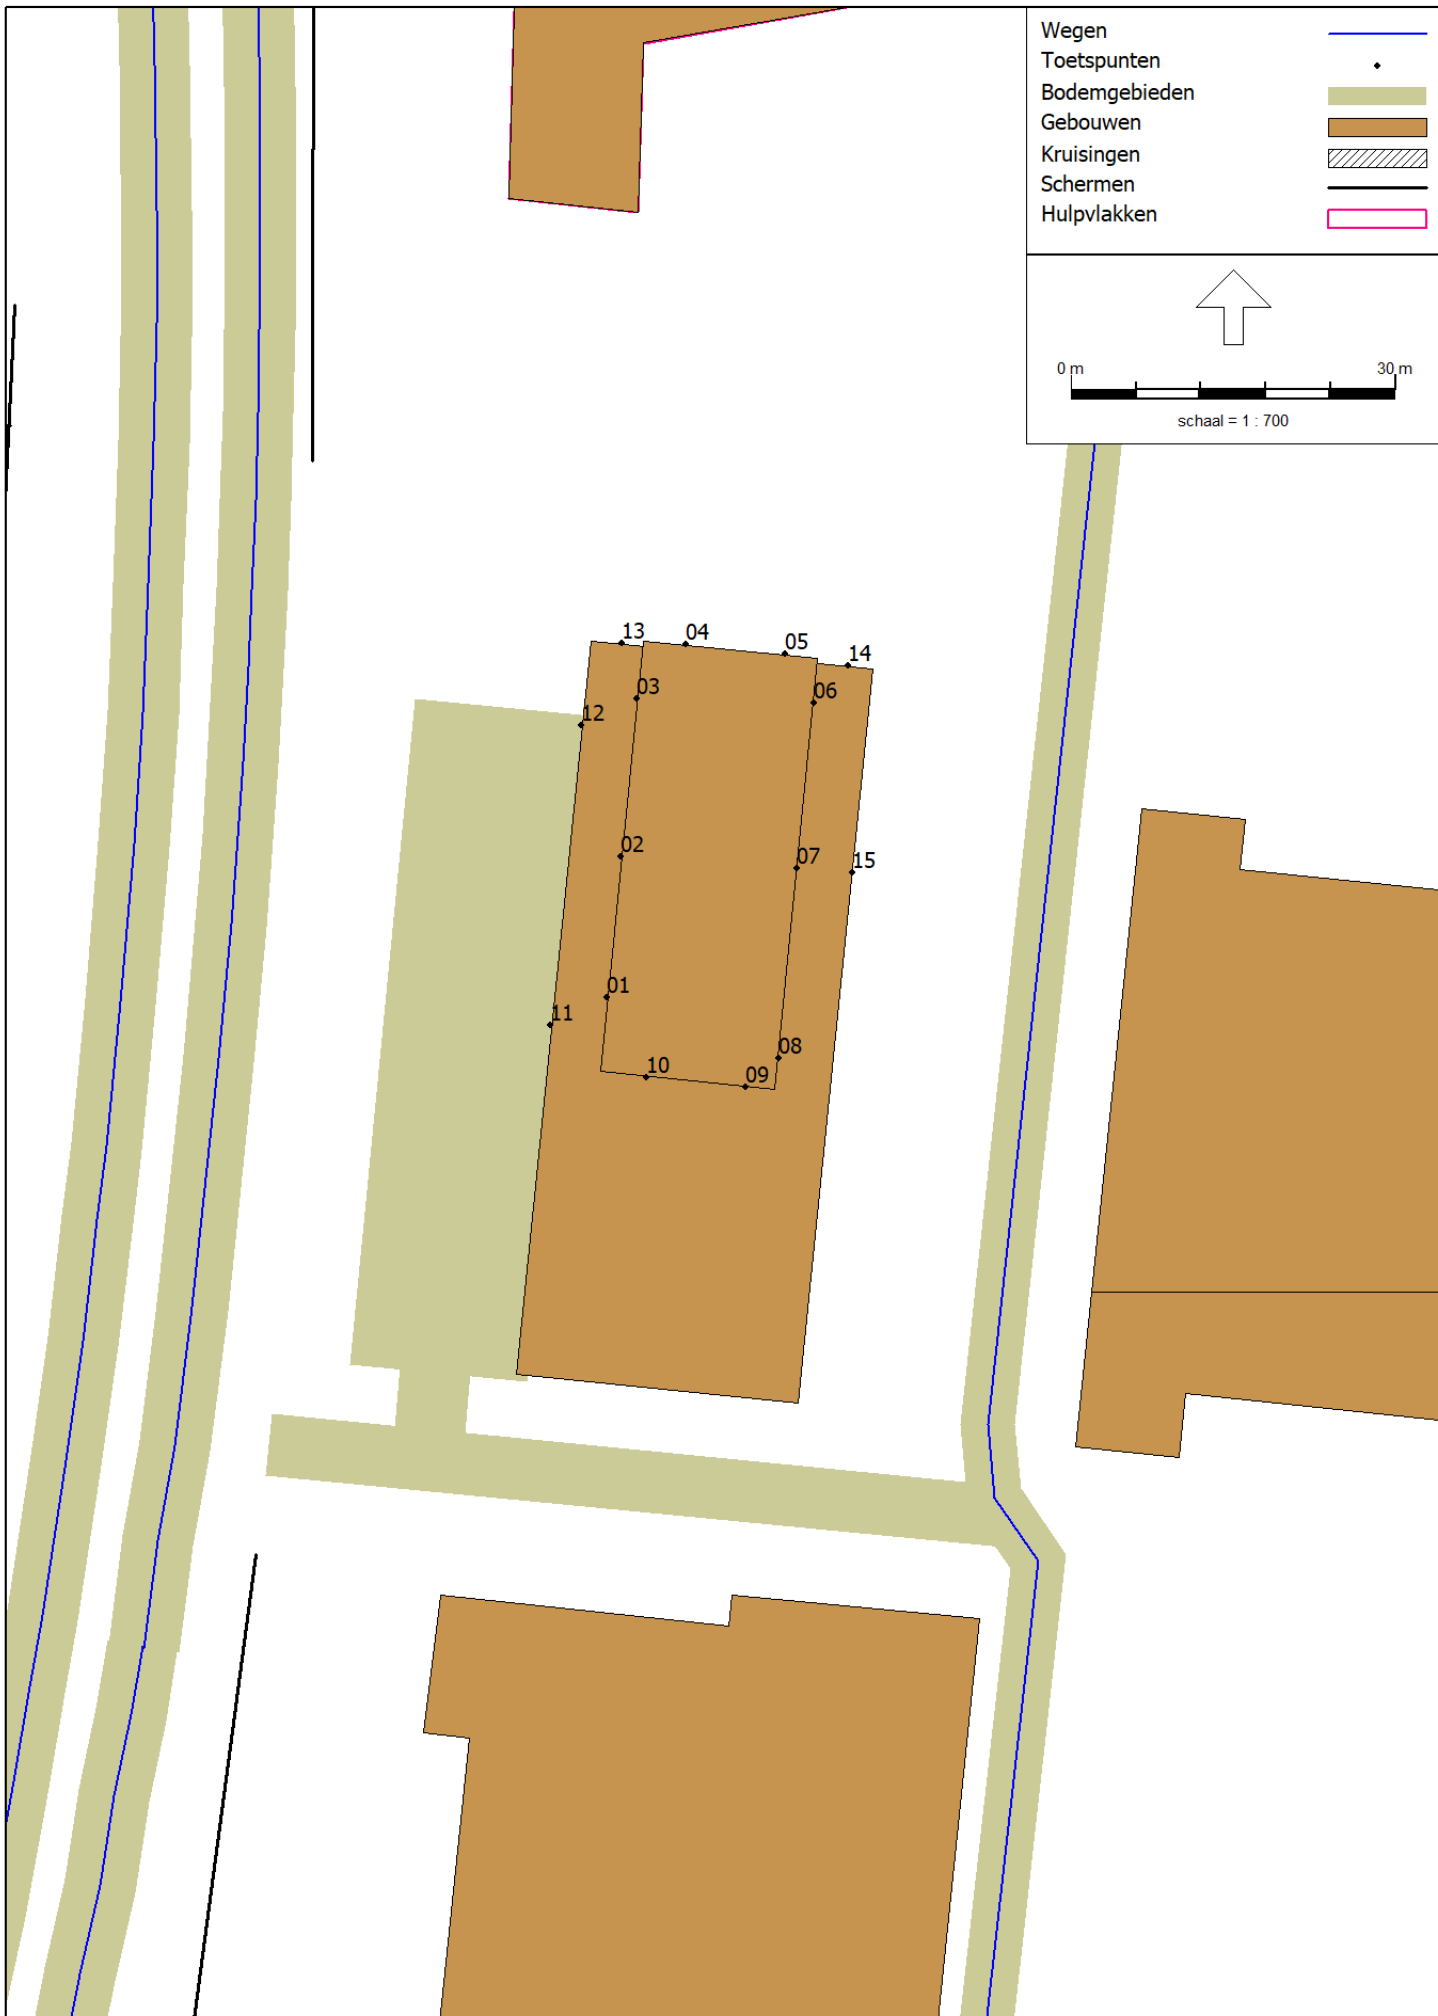 Wegen
Toetspunten
Bodemgebieden
Gebouwen
Kruisingen
Schermen
Hulpvlakken
0 m 30 m
schaal = 1 : 700
13 04 05 14
03 06
12
02 07 15
01
11
08
10 09